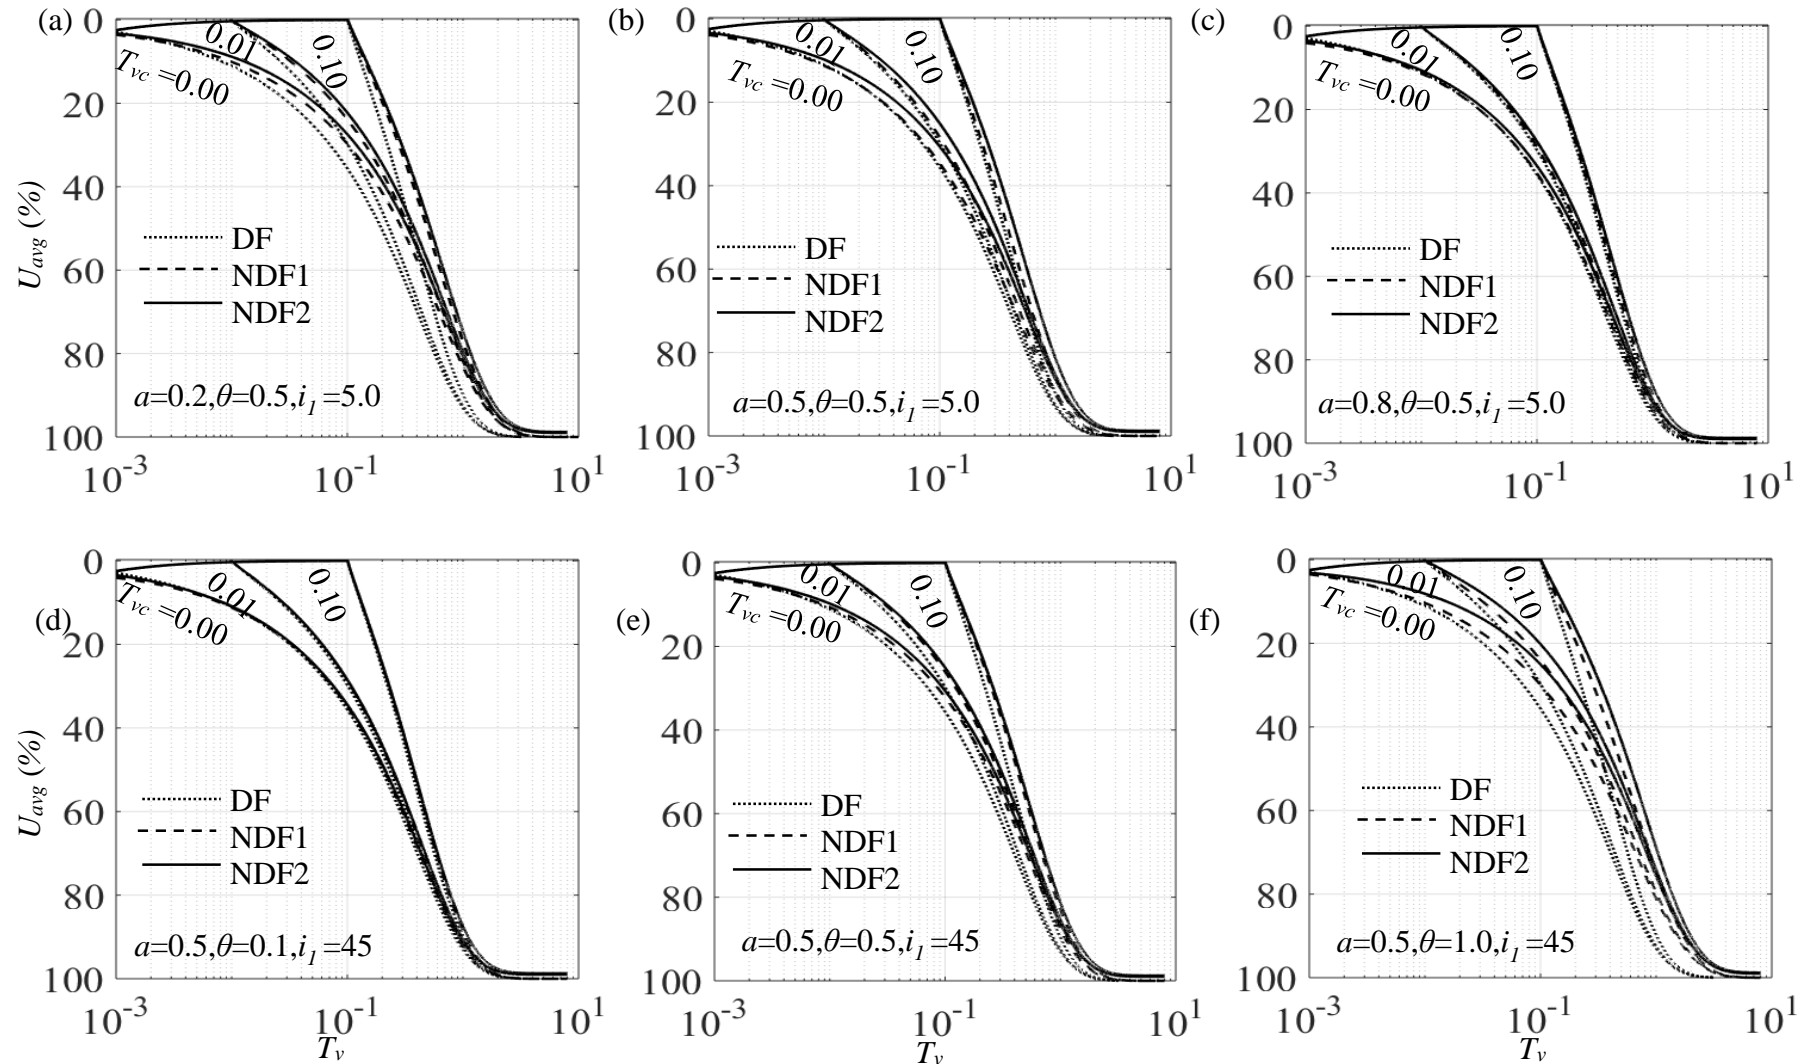 (a)
0
20
40
60
80
100
U_avg (%)
0.01
0.10
T_vc =0.00
DF
NDF1
NDF2
a=0.2,θ=0.5,i_1=5.0
10^-3
10^-1
10^1
(b)
0
20
40
60
80
100
0.01
0.10
T_vc =0.00
DF
NDF1
NDF2
a=0.5,θ=0.5,i_1=5.0
10^-3
10^-1
10^1
(c)
0
20
40
60
80
100
0.01
0.10
T_vc =0.00
DF
NDF1
NDF2
a=0.8,θ=0.5,i_1=5.0
10^-3
10^-1
10^1
(d)
0
20
40
60
80
100
U_avg (%)
0.01
0.10
T_vc =0.00
DF
NDF1
NDF2
a=0.5,θ=0.1,i_1=45
10^-3
10^-1
10^1
T_v
(e)
0
20
40
60
80
100
0.01
0.10
T_vc =0.00
DF
NDF1
NDF2
a=0.5,θ=0.5,i_1=45
10^-3
10^-1
10^1
T_v
(f)
0
20
40
60
80
100
0.01
0.10
T_vc =0.00
DF
NDF1
NDF2
a=0.5,θ=1.0,i_1=45
10^-3
10^-1
10^1
T_v